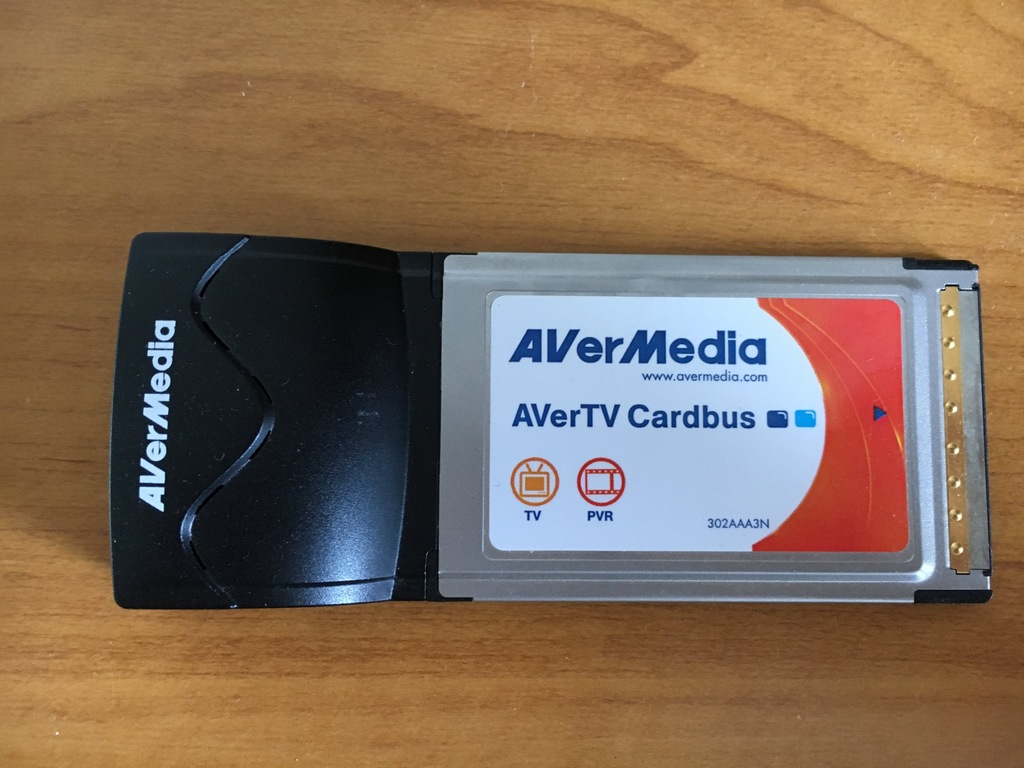 AVerMedia
AVerMedia
www.avermedia.com
AVerTV Cardbus
TV
PVR
302AAA3N